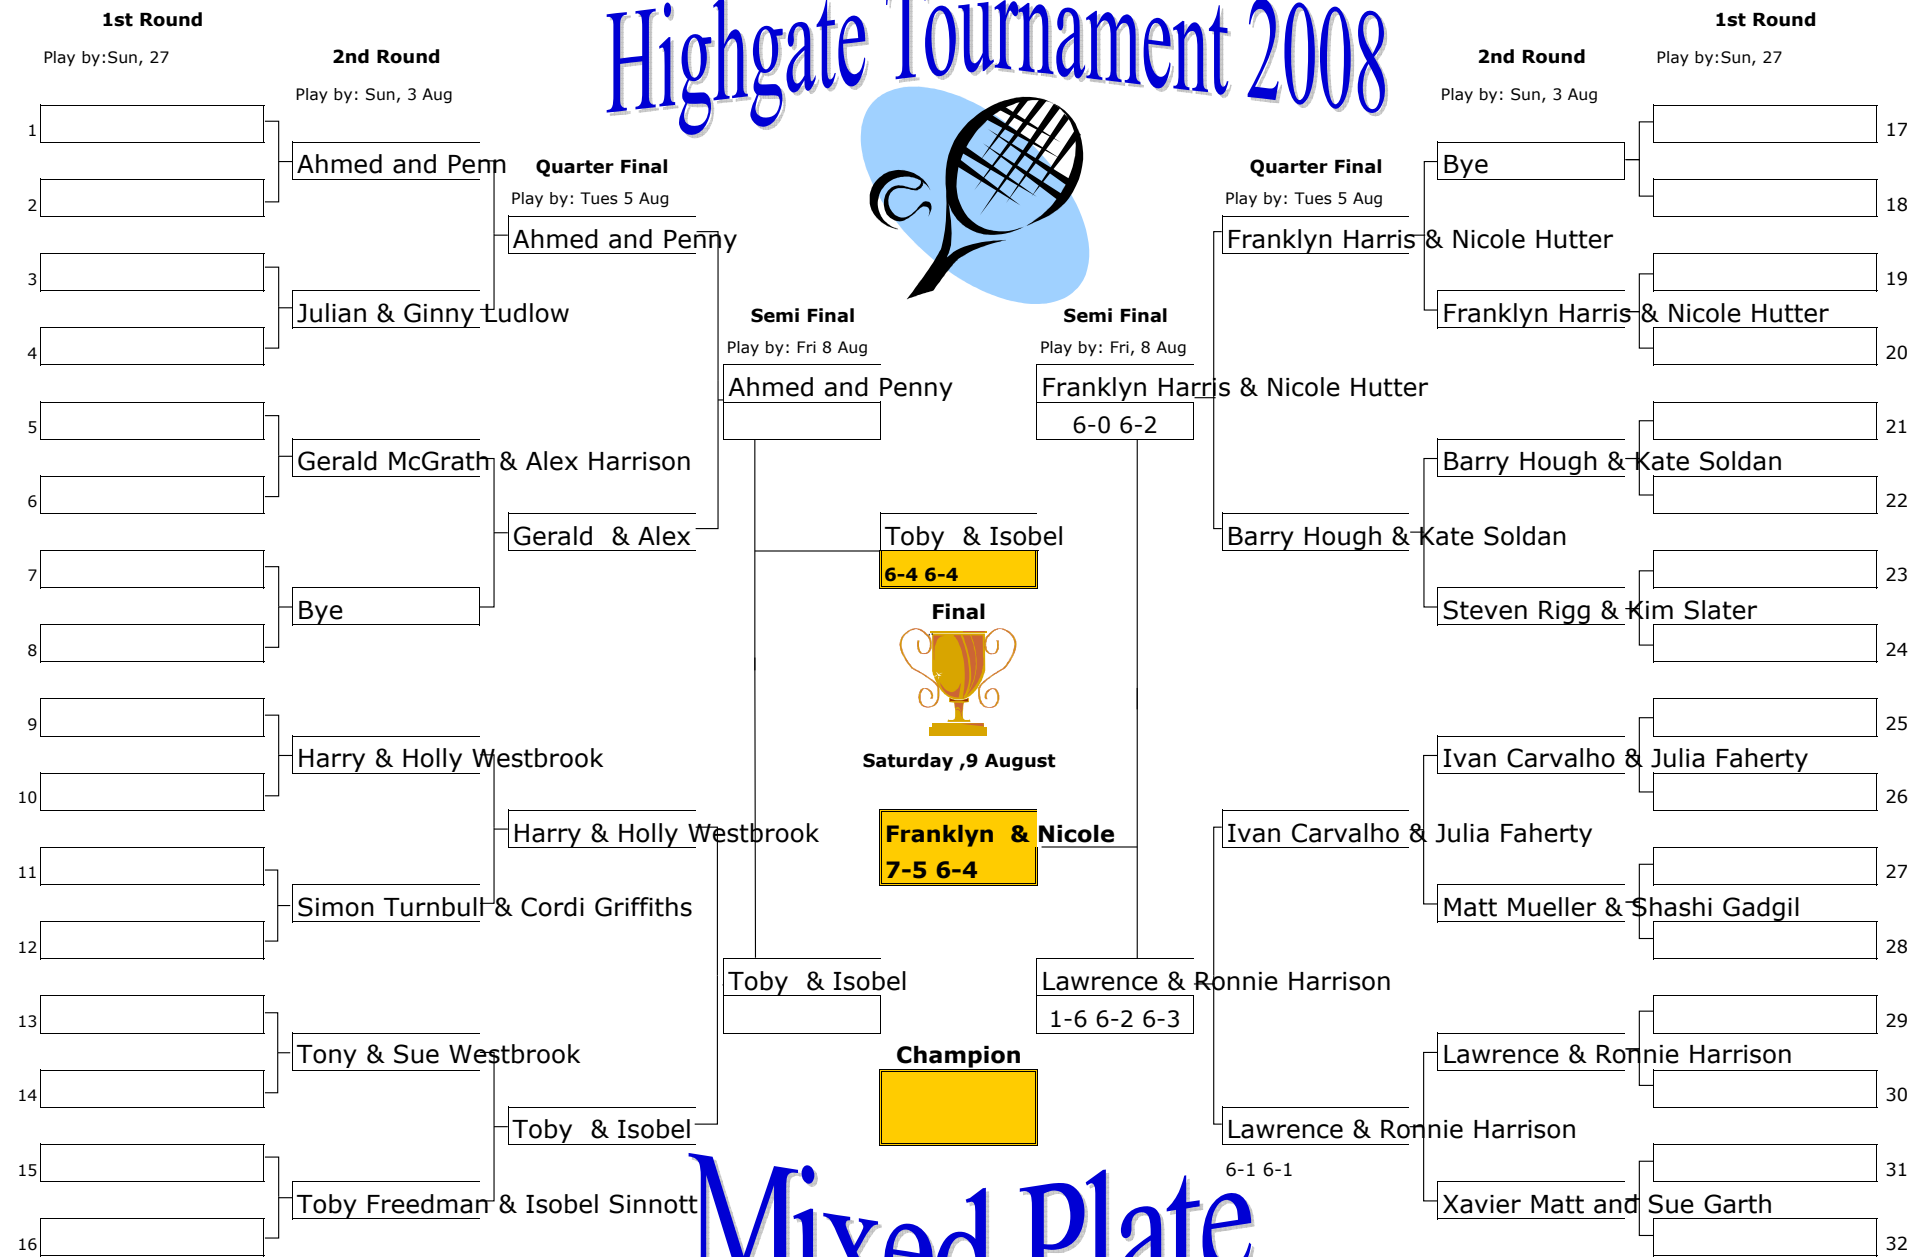 Highgate Tournament 2008
1st Round
Play by:Sun, 27
2nd Round
Play by: Sun, 3 Aug
1
2
3
4
5
6
7
8
9
10
11
12
13
14
15
16
Ahmed and Penn
Julian & Ginny Ludlow
Gerald McGrath & Alex Harrison
Bye
Harry & Holly Westbrook
Simon Turnbull & Cordi Griffiths
Tony & Sue Westbrook
Toby Freedman & Isobel Sinnott
Quarter Final
Play by: Tues 5 Aug
Ahmed and Penny
Gerald & Alex
Harry & Holly Westbrook
Toby & Isobel
Semi Final
Play by: Fri 8 Aug
Ahmed and Penny
Toby & Isobel
Toby & Isobel
6-4 6-4
Final
Saturday ,9 August
Franklyn & Nicole
7-5 6-4
Champion
Semi Final
Play by: Fri, 8 Aug
Franklyn Harris & Nicole Hutter
6-0 6-2
Lawrence & Ronnie Harrison
1-6 6-2 6-3
Quarter Final
Play by: Tues 5 Aug
Franklyn Harris & Nicole Hutter
Barry Hough & Kate Soldan
Ivan Carvalho & Julia Faherty
Lawrence & Ronnie Harrison
6-1 6-1
2nd Round
Play by: Sun, 3 Aug
Bye
Franklyn Harris & Nicole Hutter
Barry Hough & Kate Soldan
Steven Rigg & Kim Slater
Ivan Carvalho & Julia Faherty
Matt Mueller & Shashi Gadgil
Lawrence & Ronnie Harrison
Xavier Matt and Sue Garth
1st Round
Play by:Sun, 27
17
18
19
20
21
22
23
24
25
26
27
28
29
30
31
32
Mixed Plate